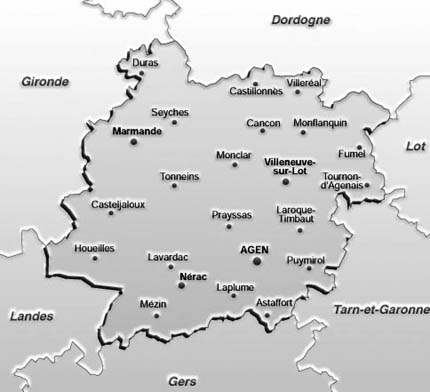 Dordogne
Duras
Gironde
Villeréal
Castillonnès
Seyches
Cancon
Monflanquin
Marmande
Lot
Fumel
Monclar
Villeneuve-
sur-Lot
Tonneins
Tournon-
d'Agenais
Casteljaloux
Prayssas
Laroque-
Timbaut
Houeilles
Lavardac
AGEN
Puymirol
Nérac
Laplume
Mézin
Astaffort
Landes
Tarn-et-Garonne
Gers